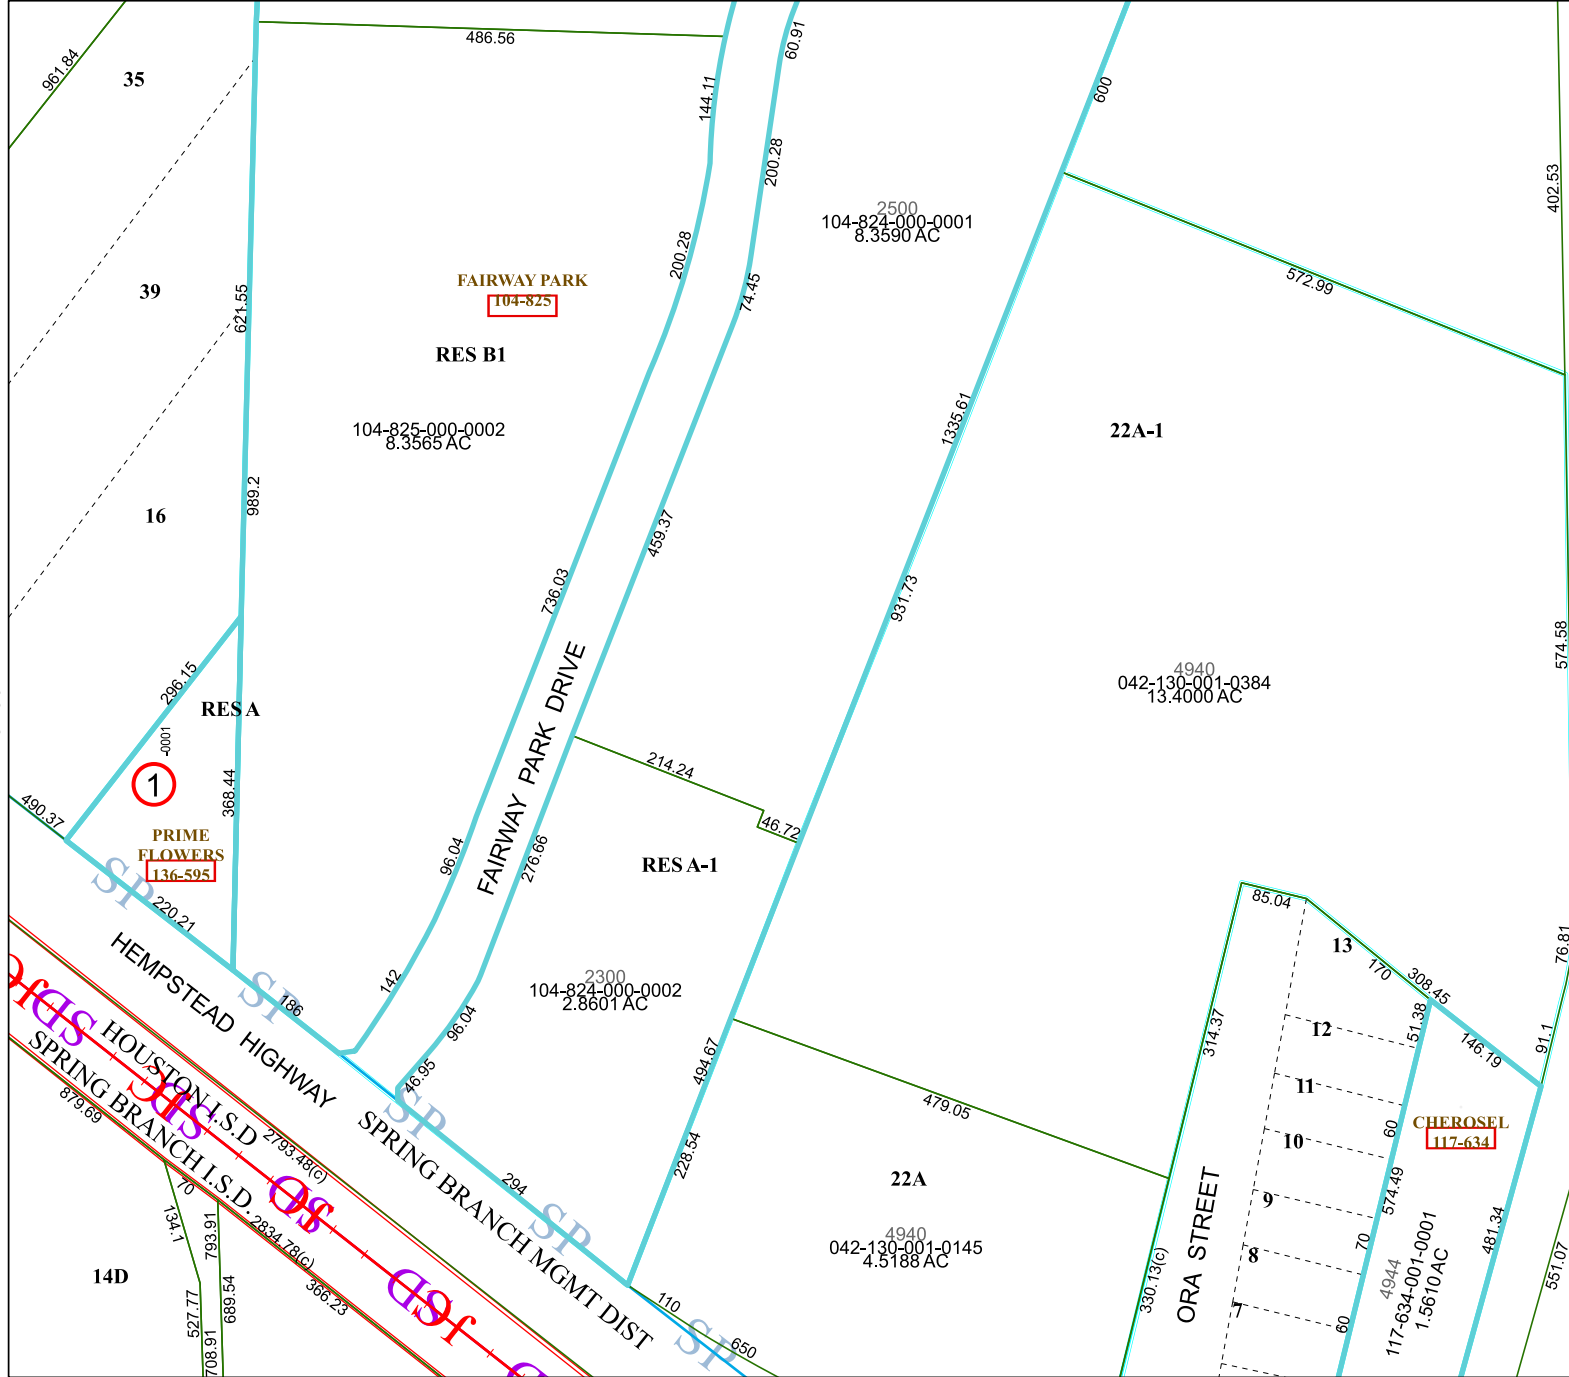 961.84
35
486.56
144.11
60.91
600
200.28
402.53
2500
104-824-000-0001
8.3590 AC
200.28
74.45
572.99
39
621.55
FAIRWAY PARK
104-825
RES B1
104-825-000-0002
8.3565 AC
1335.61
22A-1
16
989.2
459.37
736.03
931.73
574.58
4940
042-130-001-0384
13.4000 AC
296.15
RES A
-0001
1
368.44
490.37
PRIME
FLOWERS
136-595
220.21
FAIRWAY PARK DRIVE
214.24
46.72
96.04
276.66
RES A-1
2300
104-824-000-0002
2.8601 AC
142
96.04
46.95
186
494.67
479.05
228.54
85.04
13
170
308.45
76.81
314.37
12
51.38
146.19
91.1
11
10
60
CHEROSEL
117-634
9
574.49
8
70
7
60
4944
117-634-001-0001
1.5610 AC
481.34
551.07
ORA STREET
330.13(c)
22A
4940
042-130-001-0145
4.5188 AC
SP
SP
SP
SP
SP
HEMPSTEAD HIGHWAY
SPRING BRANCH MGMT DIST
294
110
650
HOUSTON I.S.D
SPRING BRANCH I.S.D.
2793.48(c)
2834.78(c)
879.69
70
134.1
793.91
689.54
527.77
708.91
366.23
14D